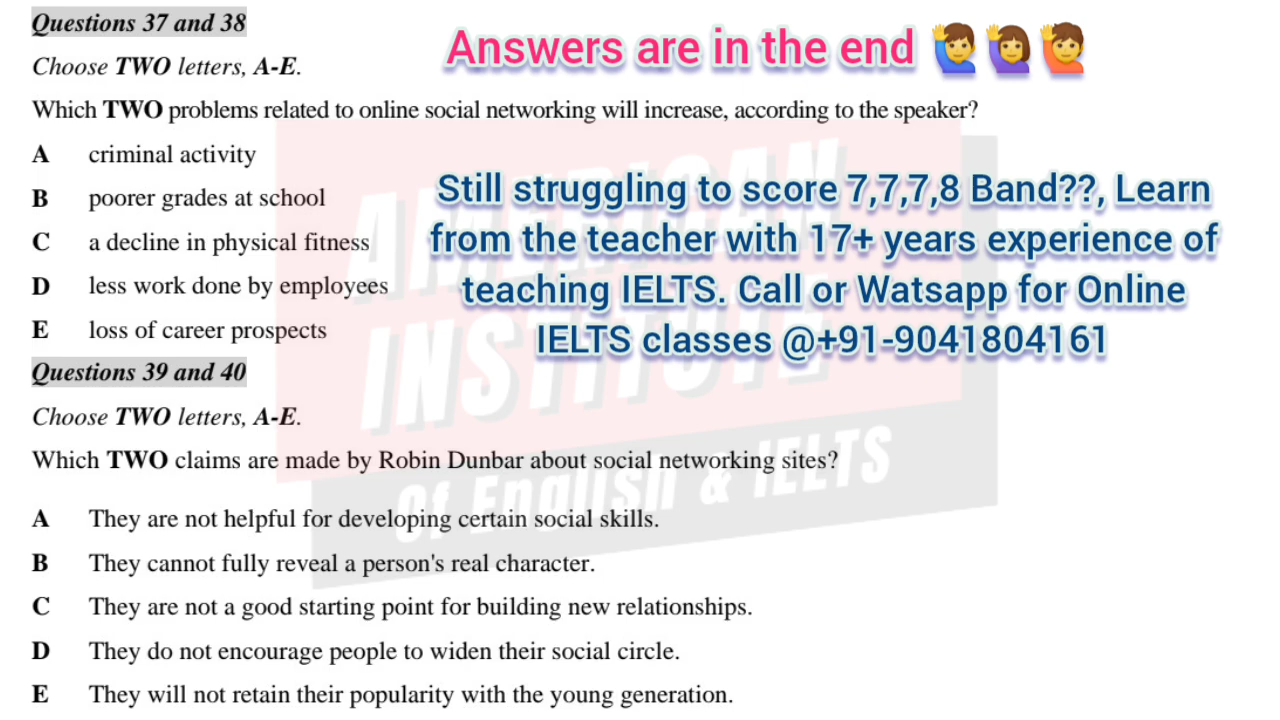 Questions 37 and 38
Answers are in the end
Choose TWO letters, A-E.
Which TWO problems related to online social networking will increase, according to the speaker?
A criminal activity
B poorer grades at school
C a decline in physical fitness
D less work done by employees
E loss of career prospects
Still struggling to score 7,7,7,8 Band??, Learn
from the teacher with 17+ years experience of
teaching IELTS. Call or Watsapp for Online
IELTS classes @+91-9041804161
Questions 39 and 40
Choose TWO letters, A-E.
Which TWO claims are made by Robin Dunbar about social networking sites?
A They are not helpful for developing certain social skills.
B They cannot fully reveal a person's real character.
C They are not a good starting point for building new relationships.
D They do not encourage people to widen their social circle.
E They will not retain their popularity with the young generation.
AMERICAN
INSTITUTE
Of English & IELTS